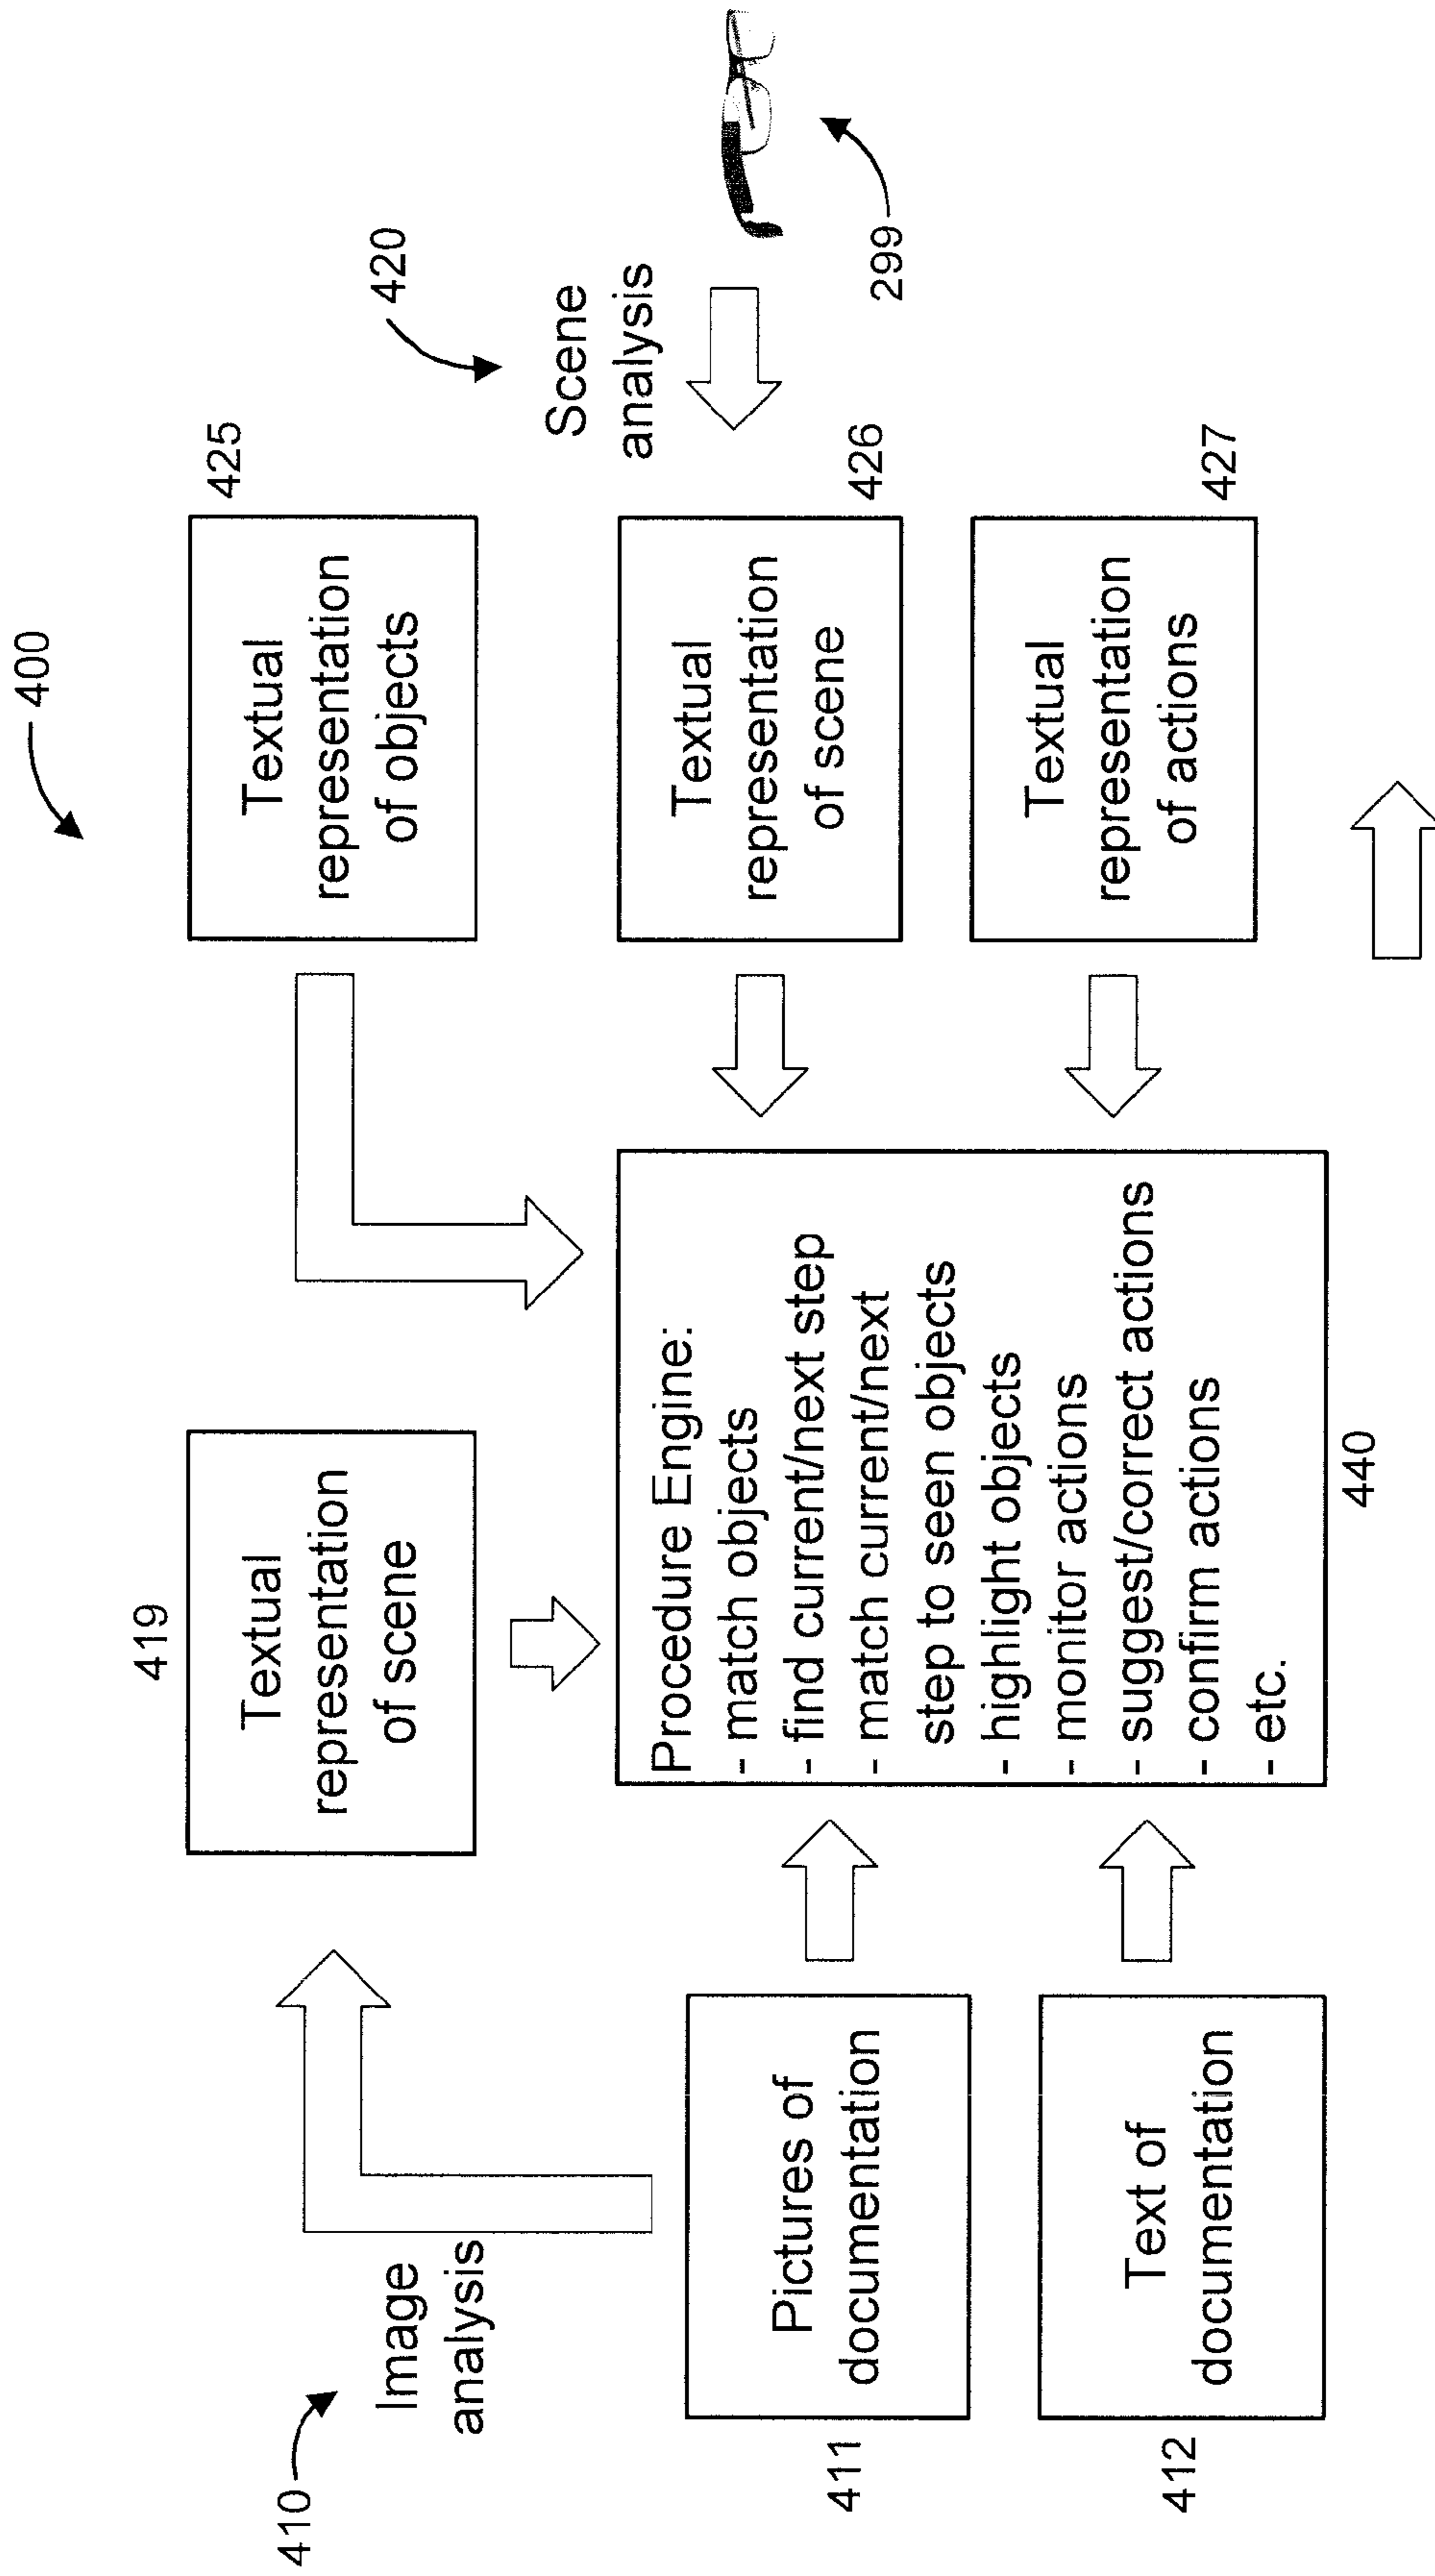 400
410
Image
analysis
419
Textual
representation
of scene
425
Textual
representation
of objects
420
Scene
analysis
299
411
Pictures of
documentation
412
Text of
documentation
Procedure Engine:
- match objects
- find current/next step
- match current/next
step to seen objects
- highlight objects
- monitor actions
- suggest/correct actions
- confirm actions
- etc.
440
Textual
representation
of scene
426
Textual
representation
of actions
427